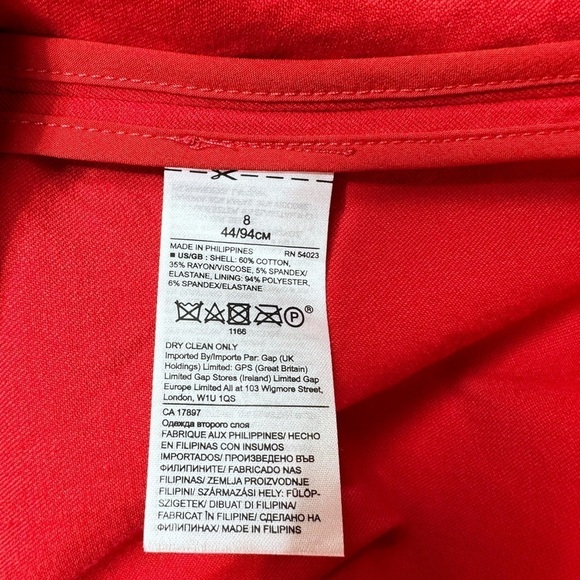 8
44/94см
MADE IN PHILIPPINES RN 54023
■ US/GB : SHELL: 60% COTTON,
35% RAYON/VISCOSE, 5% SPANDEX/
ELASTANE, LINING: 94% POLYESTER,
6% SPANDEX/ELASTANE
P®
1166
DRY CLEAN ONLY
Imported By/Importe Par: Gap (UK
Holdings) Limited: GPS (Great Britain)
Limited Gap Stores (Ireland) Limited Gap
Europe Limited All at 103 Wigmore Street,
London, W1U 1QS
CA 17897
Одежда второго слоя
FABRIQUE AUX PHILIPPINES/ HECHO
EN FILIPINAS CON INSUMOS
IMPORTADOS/ ПРОИЗВЕДЕНО ВЪВ
ФИЛИПИНИТЕ/ FABRICADO NAS
FILIPINAS/ ZEMLJA PROIZVODNJE
FILIPINI/ SZÁRMAZÁSI HELY: FÜLÖP-
SZIGETEK/ DIBUAT DI FILIPINA/
FABRICAT ÎN FILIPINE/ СДЕЛАНО НА
ФИЛИППИНАХ/ MADE IN FILIPINS